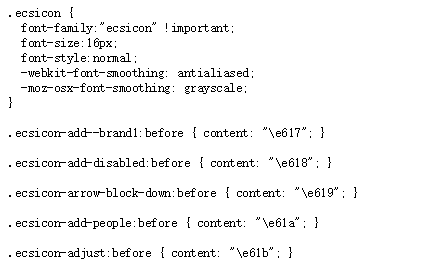 .ecsicon {
  font-family:"ecsicon" !important;
  font-size:16px;
  font-style:normal;
  -webkit-font-smoothing: antialiased;
  -moz-osx-font-smoothing: grayscale;
}
.ecsicon-add--brand1:before { content: "\e617"; }
.ecsicon-add-disabled:before { content: "\e618"; }
.ecsicon-arrow-block-down:before { content: "\e619"; }
.ecsicon-add-people:before { content: "\e61a"; }
.ecsicon-adjust:before { content: "\e61b"; }